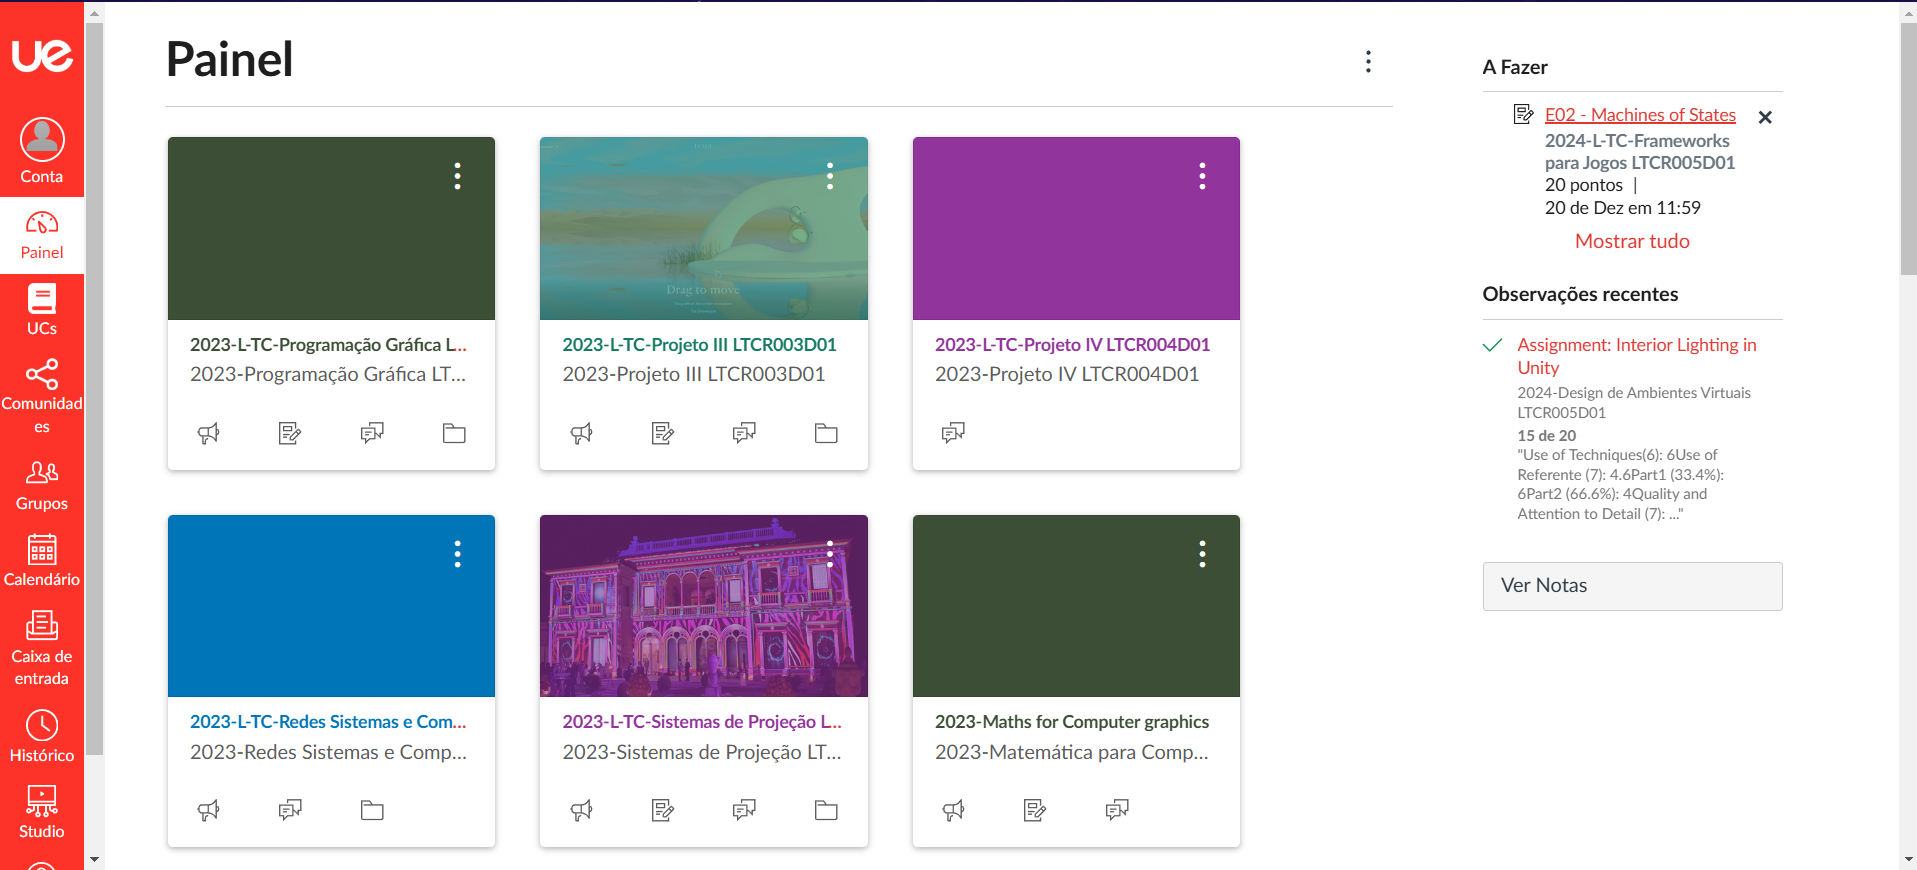 ue
Conta
Painel
UCs
Comunidad
es
Grupos
Calendário
Caixa de
entrada
Histórico
Studio
Painel
Drag to move
2023-L-TC-Programação Gráfica L...
2023-Programação Gráfica LT...
2023-L-TC-Projeto III LTCR003D01
2023-Projeto III LTCR003D01
2023-L-TC-Projeto IV LTCR004D01
2023-Projeto IV LTCR004D01
2023-L-TC-Redes Sistemas e Com...
2023-Redes Sistemas e Comp...
2023-L-TC-Sistemas de Projeção L...
2023-Sistemas de Projeção LT...
2023-Maths for Computer graphics
2023-Matemática para Comp...
A Fazer
E02 - Machines of States
2024-L-TC-Frameworks
para Jogos LTCR005D01
20 pontos |
20 de Dez em 11:59
Mostrar tudo
Observações recentes
Assignment: Interior Lighting in
Unity
2024-Design de Ambientes Virtuais
LTCR005D01
15 de 20
"Use of Techniques(6): 6Use of
Referente (7): 4.6Part1 (33.4%):
6Part2 (66.6%): 4Quality and
Attention to Detail (7): ..."
Ver Notas